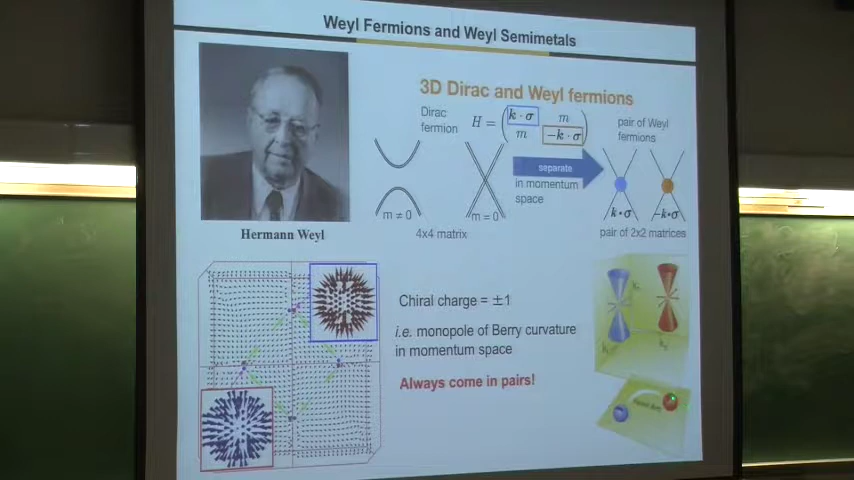 Weyl Fermions and Weyl Semimetals
3D Dirac and Weyl fermions
Dirac
fermion
H = ( k · σ m
m −k · σ )
pair of Weyl
fermions
separate
in momentum
space
m ≠ 0
m = 0
k • σ
−k • σ
4x4 matrix
pair of 2x2 matrices
Hermann Weyl
Chiral charge = ±1
i.e. monopole of Berry curvature
in momentum space
Always come in pairs!